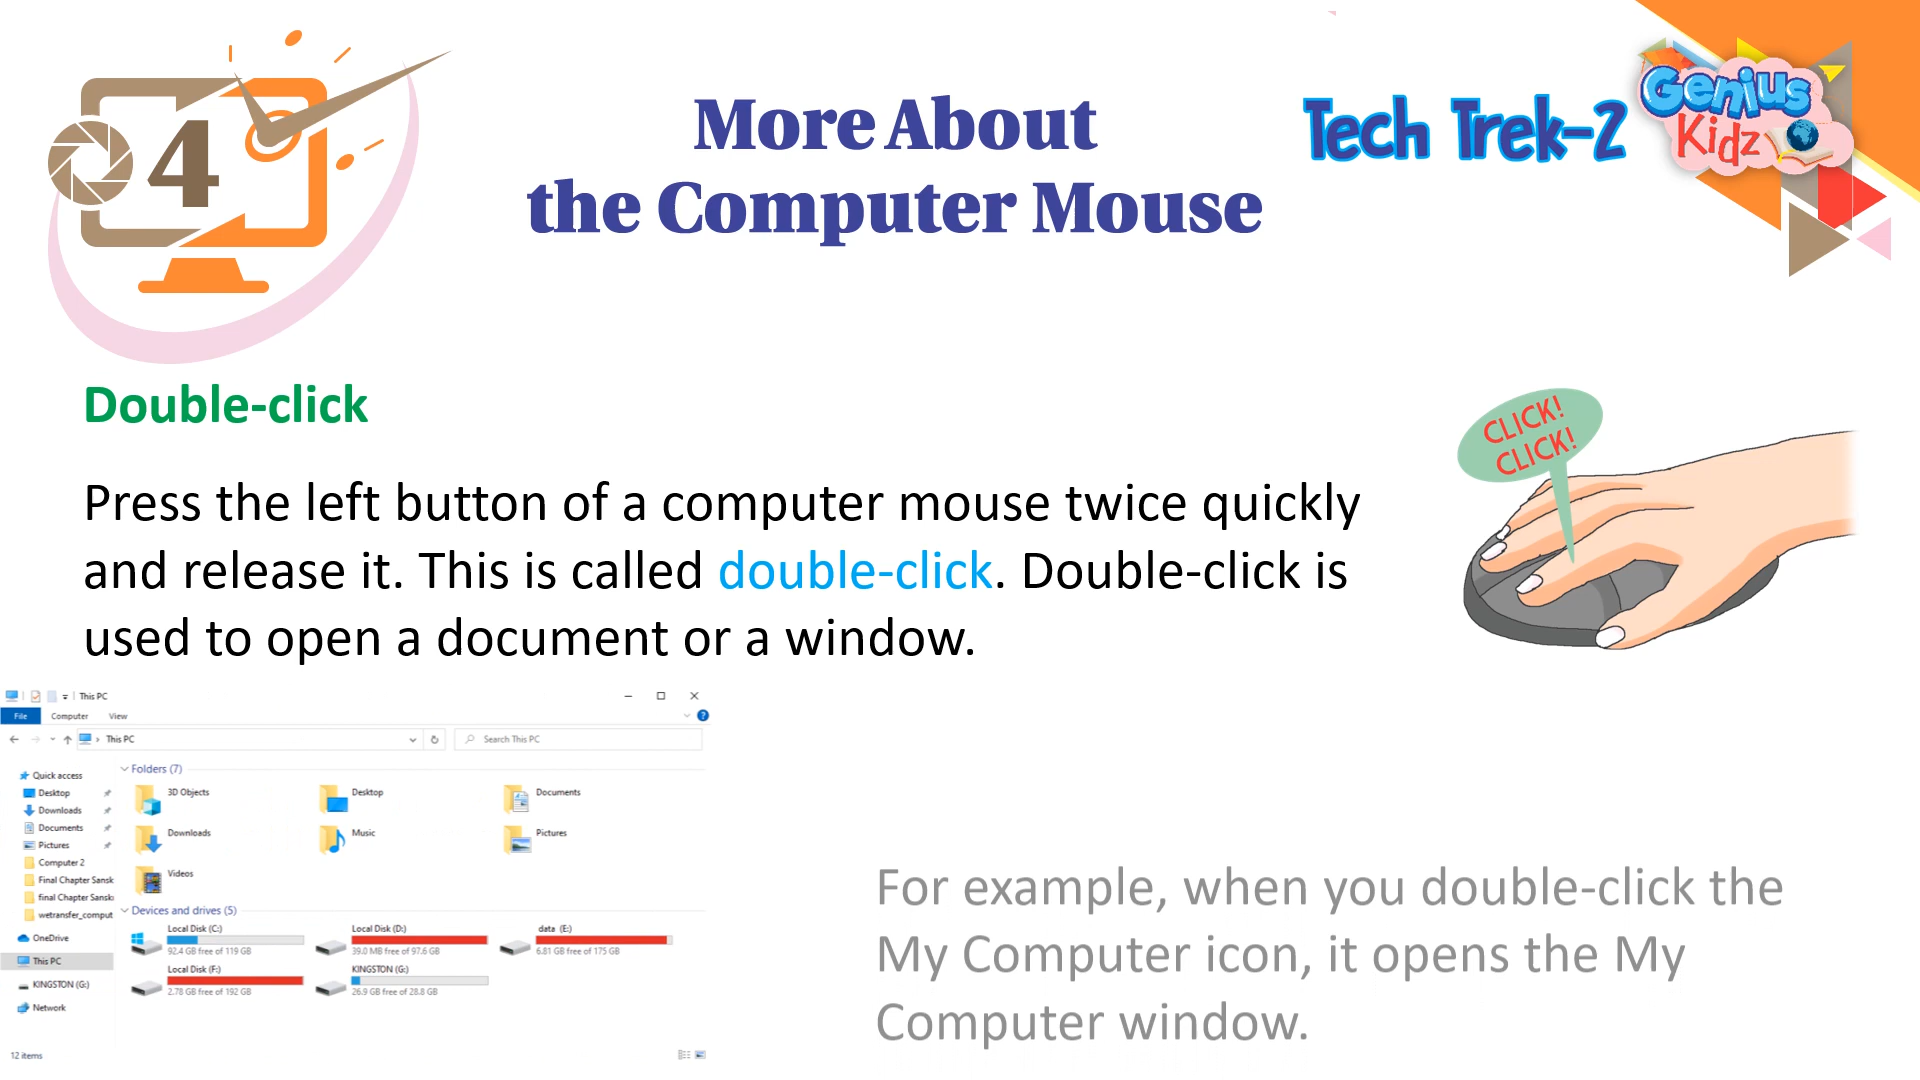 4
More About
the Computer Mouse
Tech Trek-2
Genius
Kidz
Double-click
CLICK!
CLICK!
Press the left button of a computer mouse twice quickly
and release it. This is called double-click. Double-click is
used to open a document or a window.
This PC
File Computer View
This PC
Search This PC
Quick access
Desktop
Downloads
Documents
Pictures
Computer 2
Final Chapter Sansk
final Chapter Sansk
wetransfer_comput
OneDrive
This PC
KINGSTON (G:)
Network
Folders (7)
3D Objects
Desktop
Documents
Downloads
Music
Pictures
Videos
Devices and drives (5)
Local Disk (C:)
92.4 GB free of 119 GB
Local Disk (D:)
39.0 MB free of 97.6 GB
data (E:)
6.81 GB free of 175 GB
Local Disk (F:)
2.78 GB free of 192 GB
KINGSTON (G:)
26.9 GB free of 28.8 GB
12 items
For example, when you double-click the
My Computer icon, it opens the My
Computer window.